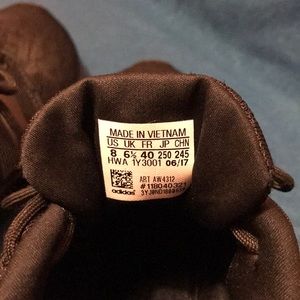 MADE IN VIETNAM
US UK FR JP CHN
8 6½ 40 250 245
HWA 1Y3001 06/17
ART AW4312
#118040321
adidas